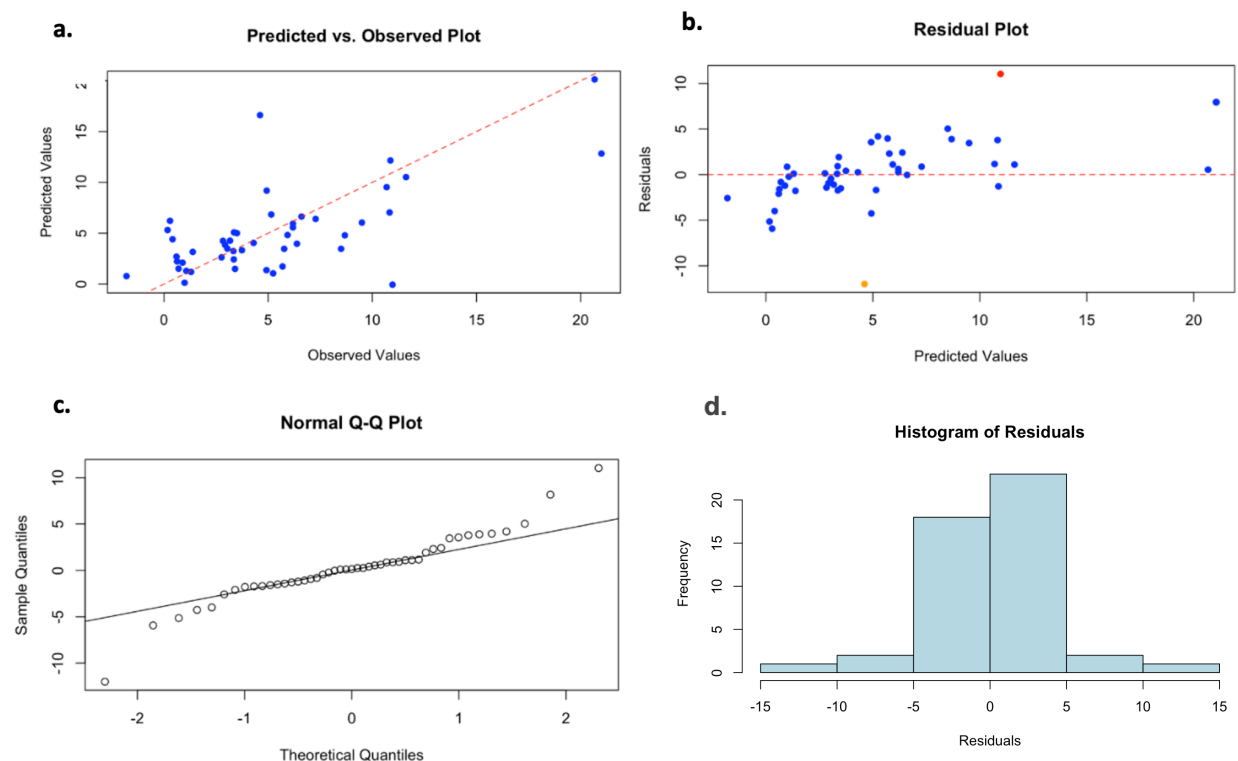 a.
Predicted vs. Observed Plot
Predicted Values
0
5
10
15
2
0
5
10
15
20
Observed Values
b.
Residual Plot
Residuals
-10
-5
0
5
10
0
5
10
15
20
Predicted Values
c.
Normal Q-Q Plot
Sample Quantiles
-10
-5
0
5
10
-2
-1
0
1
2
Theoretical Quantiles
d.
Histogram of Residuals
Frequency
0
5
10
15
20
-15
-10
-5
0
5
10
15
Residuals